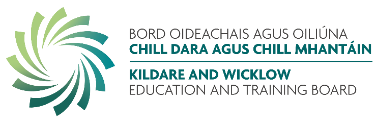 BORD OIDEACHAIS AGUS OILIÚNA
CHILL DARA AGUS CHILL MHANTÁIN
KILDARE AND WICKLOW
EDUCATION AND TRAINING BOARD